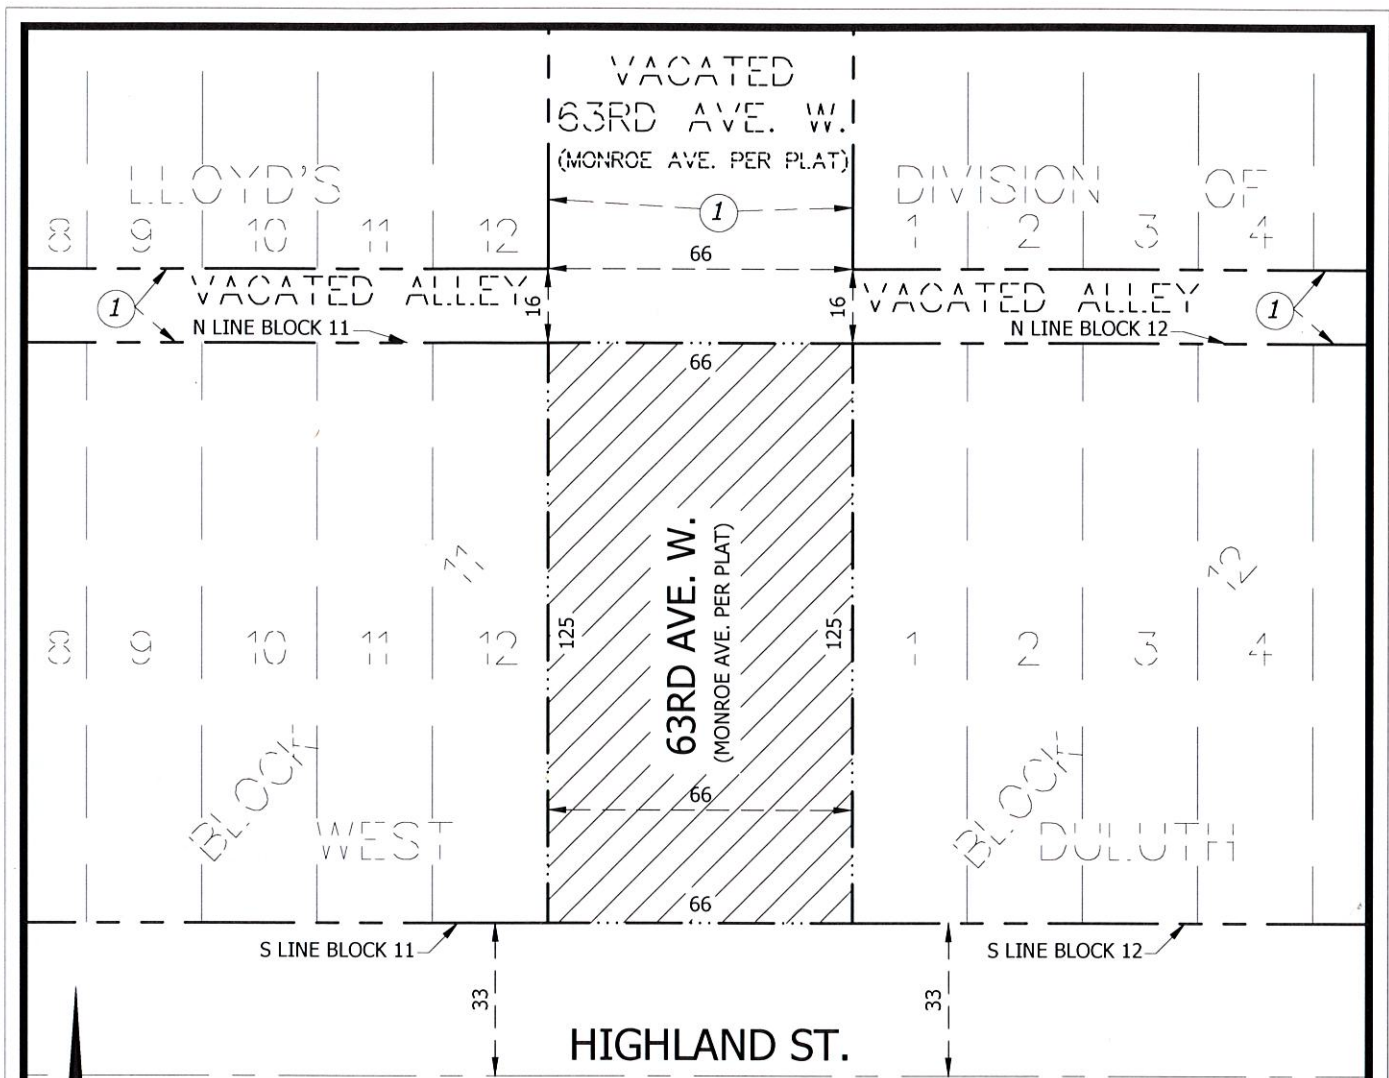 VACATED
63RD AVE. W.
(MONROE AVE. PER PLAT)
LLOYD'S
DIVISION OF
1
8 9 10 11 12
1 2 3 4
66
VACATED ALLEY
16
16
VACATED ALLEY
1
1
N LINE BLOCK 11
N LINE BLOCK 12
66
11
12
63RD AVE. W.
(MONROE AVE. PER PLAT)
125
125
8 9 10 11 12
1 2 3 4
BLOCK
BLOCK
66
WEST
DULUTH
66
S LINE BLOCK 11
S LINE BLOCK 12
33
33
HIGHLAND ST.